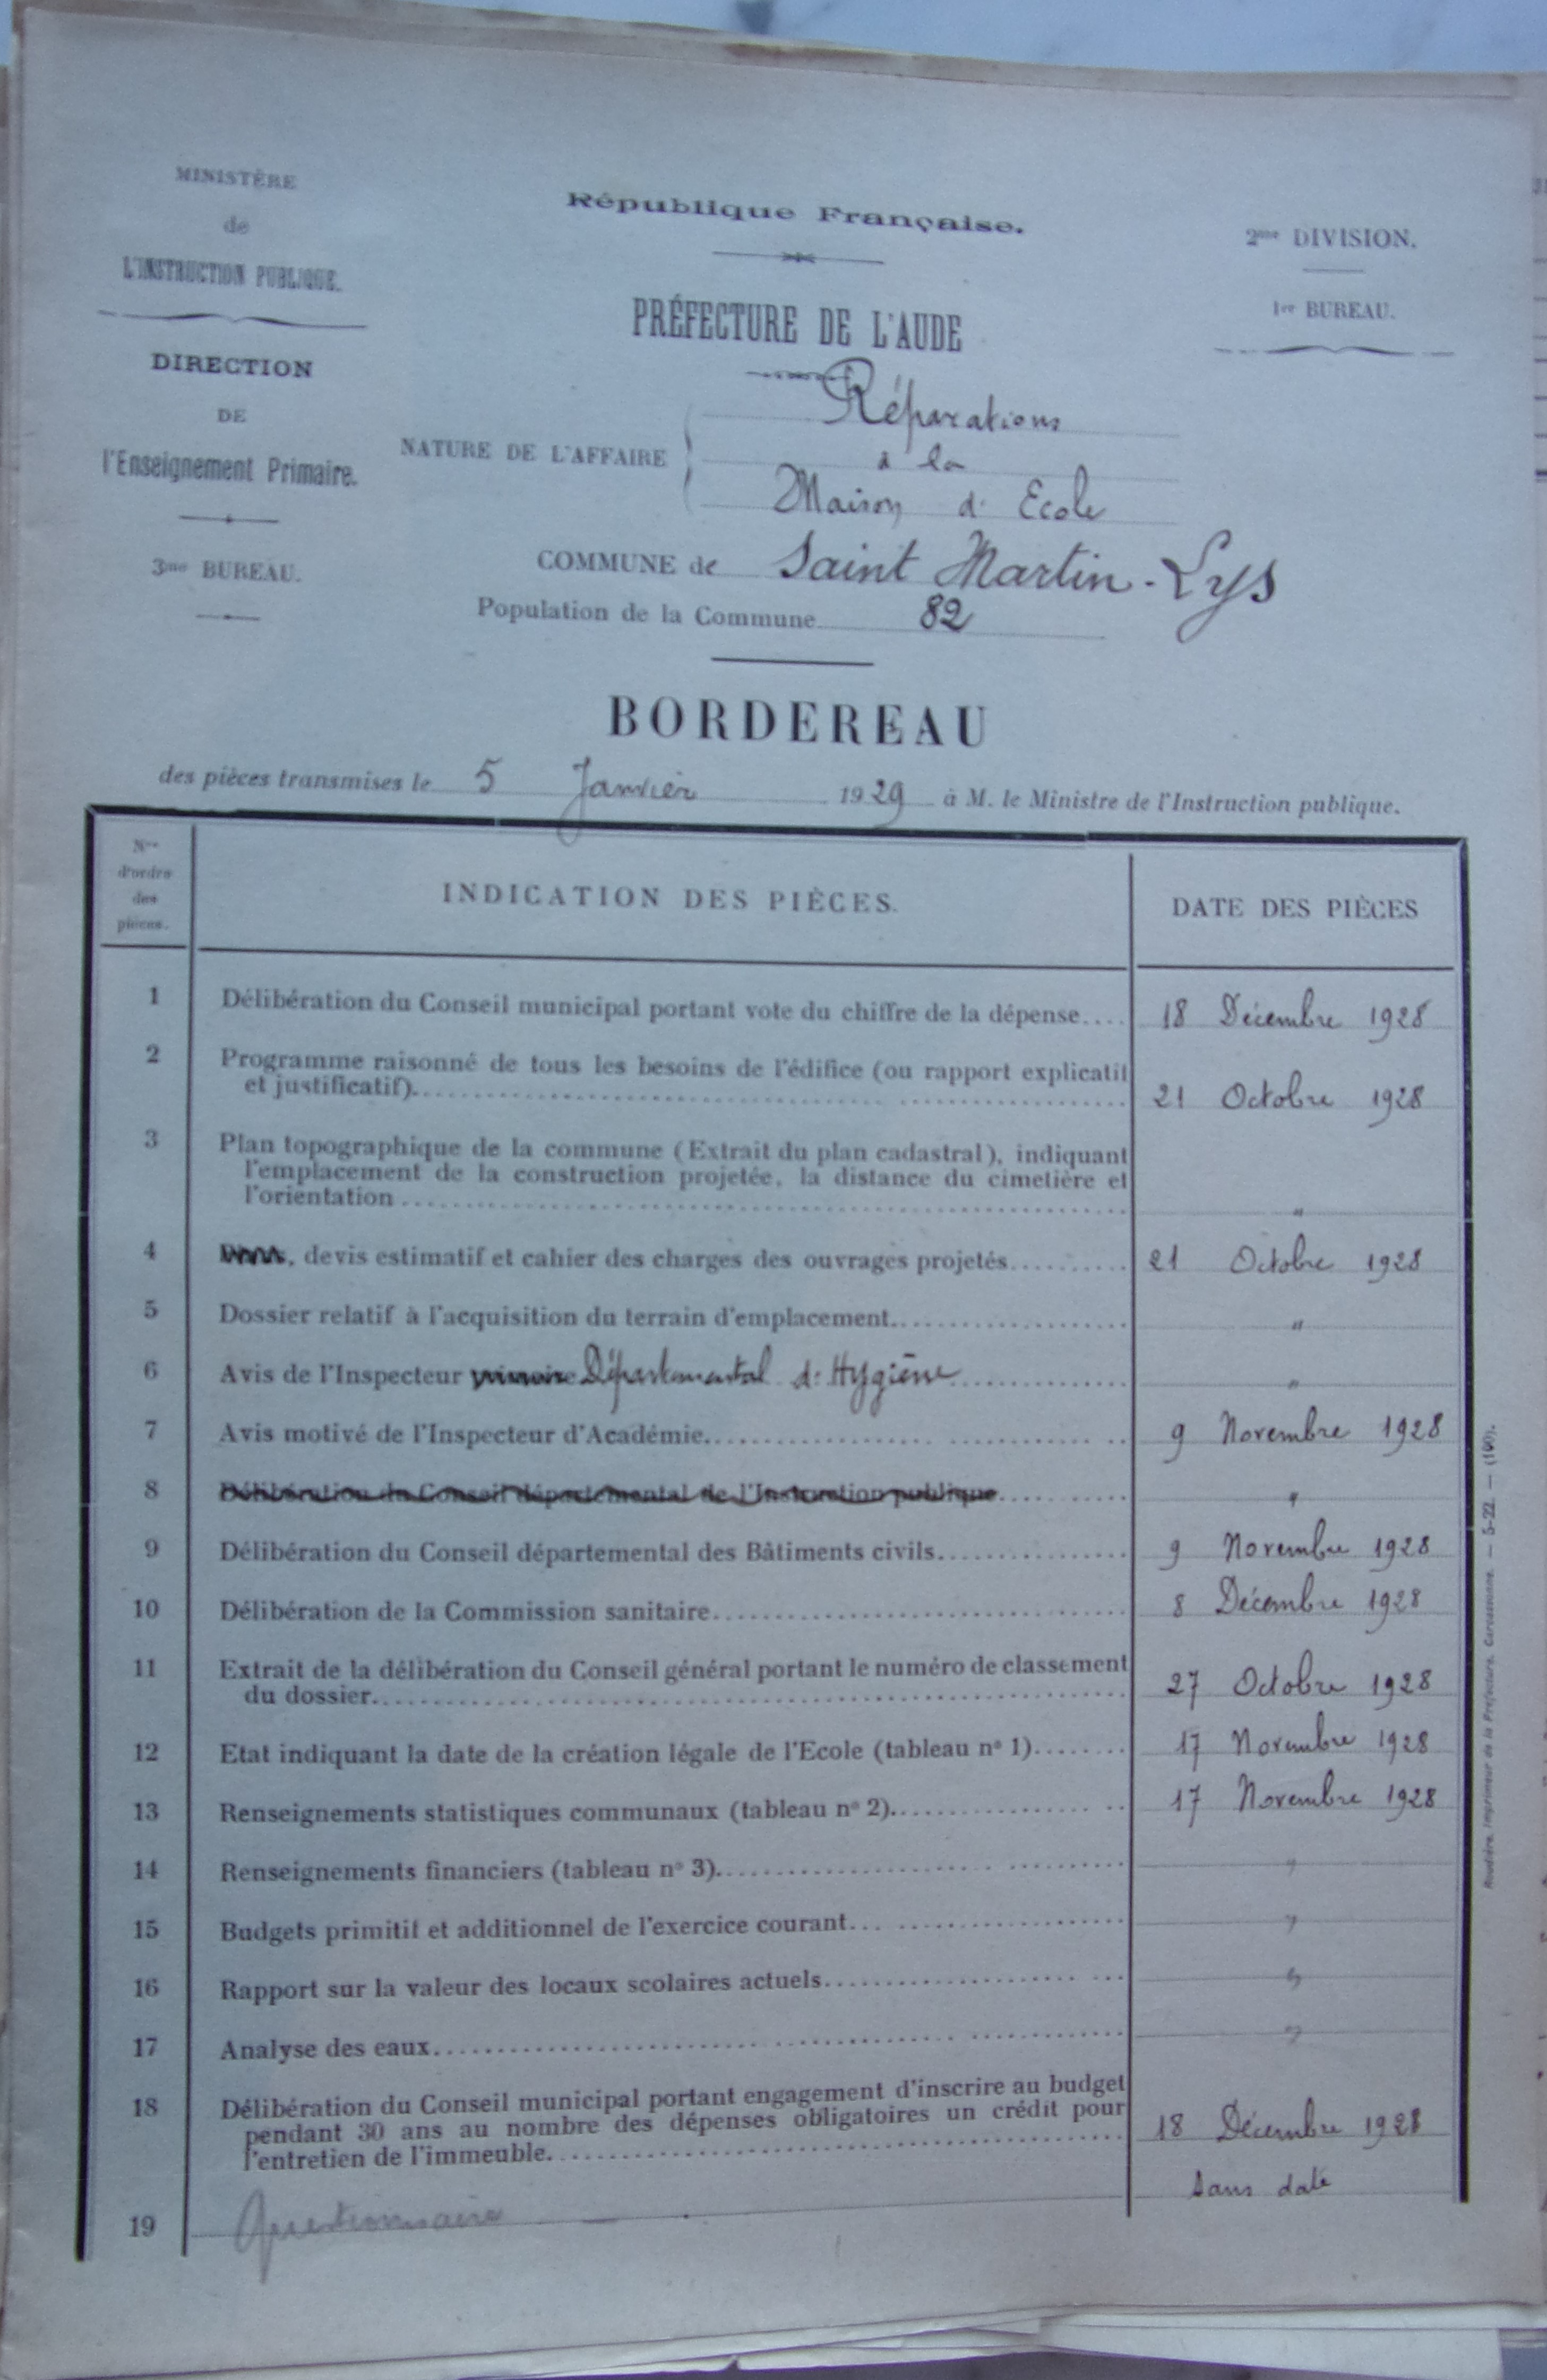 MINISTÈRE
de
L'INSTRUCTION PUBLIQUE.
DIRECTION
DE
l'Enseignement Primaire.
3me BUREAU.
République Française.
PRÉFECTURE DE L'AUDE
2me DIVISION.
1er BUREAU.
NATURE DE L'AFFAIRE
Réparations
à la
Maison d'Ecole
COMMUNE de Saint Martin-Lys
Population de la Commune 82
BORDEREAU
des pièces transmises le 5 Janvier 1929 à M. le Ministre de l'Instruction publique.
Nos
d'ordre
des
pièces.
INDICATION DES PIÈCES.
DATE DES PIÈCES
1 Délibération du Conseil municipal portant vote du chiffre de la dépense.... 18 Décembre 1928
2 Programme raisonné de tous les besoins de l'édifice (ou rapport explicatif
et justificatif)..... 21 Octobre 1928
3 Plan topographique de la commune (Extrait du plan cadastral), indiquant
l'emplacement de la construction projetée, la distance du cimetière et
l'orientation ..... "
4 Plans, devis estimatif et cahier des charges des ouvrages projetés..... 21 Octobre 1928
5 Dossier relatif à l'acquisition du terrain d'emplacement..... "
6 Avis de l'Inspecteur primaire Départemental d'Hygiène ..... "
7 Avis motivé de l'Inspecteur d'Académie..... 9 Novembre 1928
8 Délibération du Conseil départemental de l'Instruction publique..... "
9 Délibération du Conseil départemental des Bâtiments civils..... 9 Novembre 1928
10 Délibération de la Commission sanitaire..... 8 Décembre 1928
11 Extrait de la délibération du Conseil général portant le numéro de classement
du dossier..... 27 Octobre 1928
12 Etat indiquant la date de la création légale de l'Ecole (tableau n° 1)..... 17 Novembre 1928
13 Renseignements statistiques communaux (tableau n° 2)..... 17 Novembre 1928
14 Renseignements financiers (tableau n° 3)..... "
15 Budgets primitif et additionnel de l'exercice courant..... "
16 Rapport sur la valeur des locaux scolaires actuels..... "
17 Analyse des eaux..... "
18 Délibération du Conseil municipal portant engagement d'inscrire au budget
pendant 30 ans au nombre des dépenses obligatoires un crédit pour
l'entretien de l'immeuble..... 18 Décembre 1928
19 Questionnaire sans date
Roudière, Imprimeur de la Préfecture, Carcassonne. — 5-22 — (100).